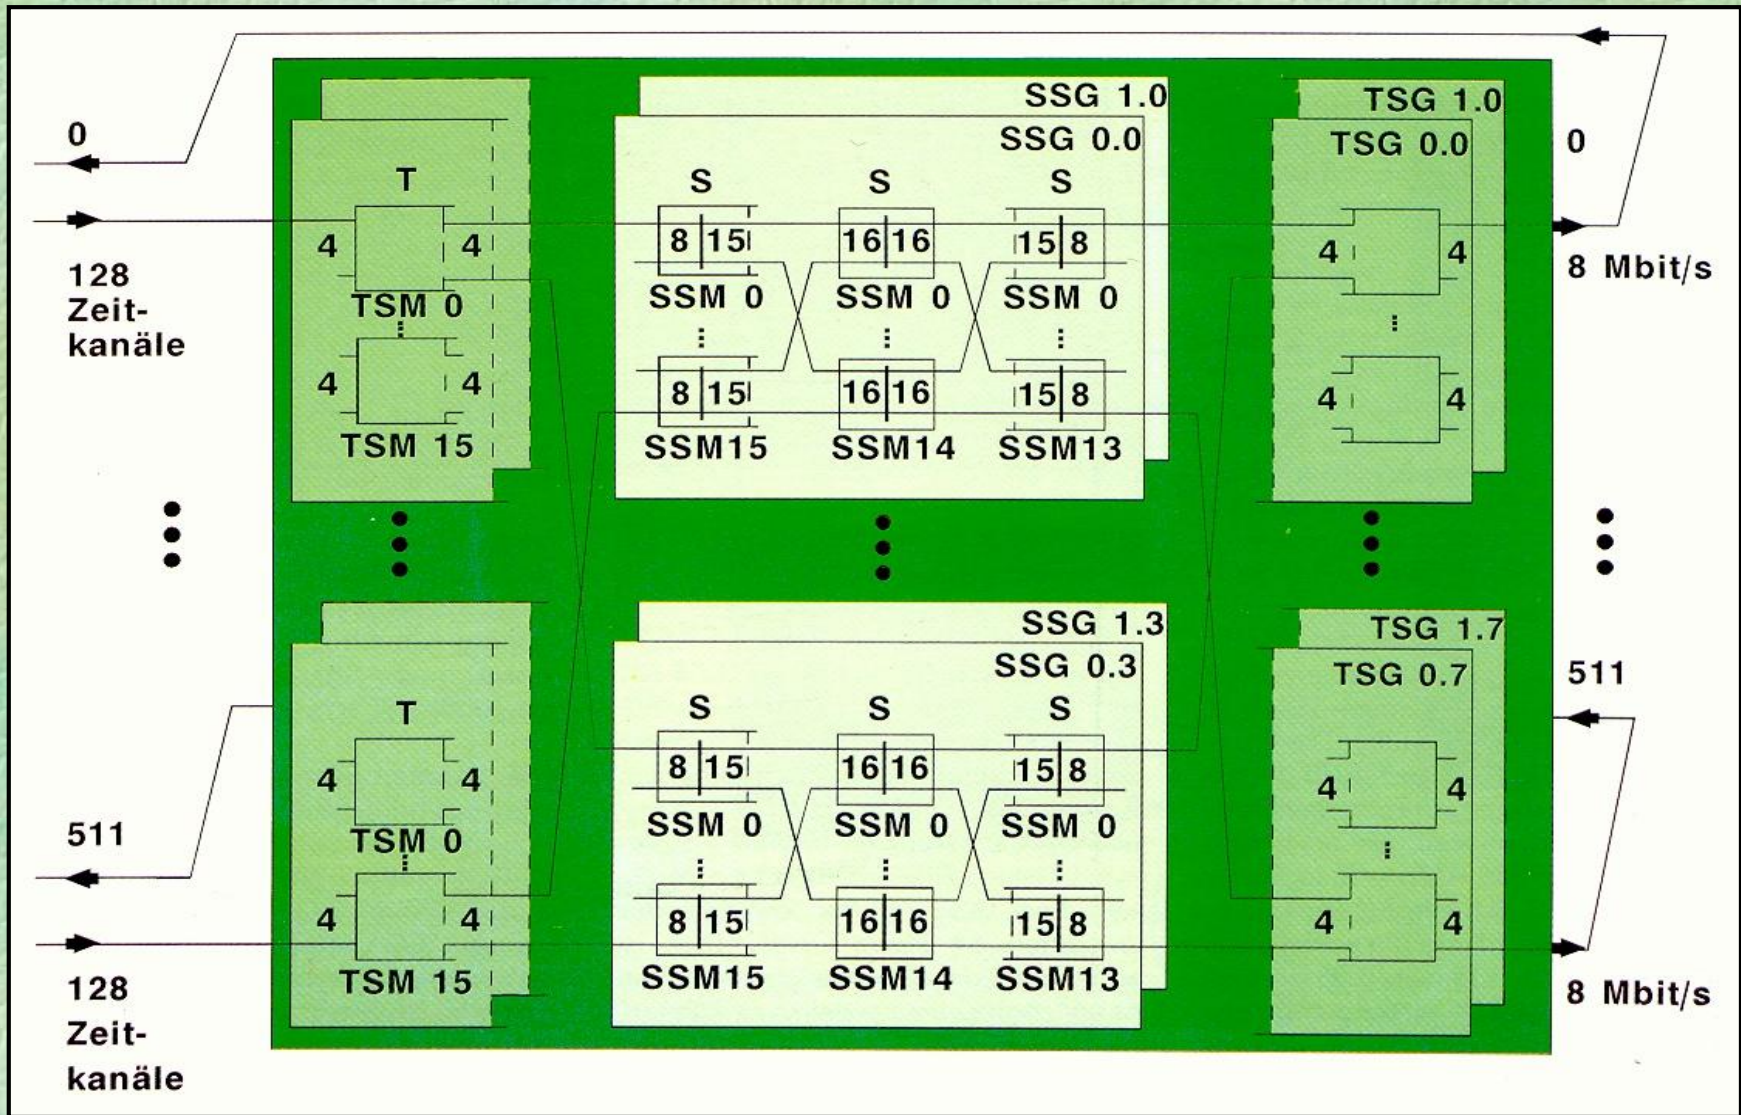 0
128
Zeit-
kanäle
T
4 4
TSM 0
4 4
TSM 15
SSG 1.0
SSG 0.0
S S S
8 15 16 16 15 8
SSM 0 SSM 0 SSM 0
8 15 16 16 15 8
SSM15 SSM14 SSM13
TSG 1.0
TSG 0.0
4 4
4 4
0
8 Mbit/s
511
128
Zeit-
kanäle
T
4 4
TSM 0
4 4
TSM 15
SSG 1.3
SSG 0.3
S S S
8 15 16 16 15 8
SSM 0 SSM 0 SSM 0
8 15 16 16 15 8
SSM15 SSM14 SSM13
TSG 1.7
TSG 0.7
4 4
4 4
511
8 Mbit/s